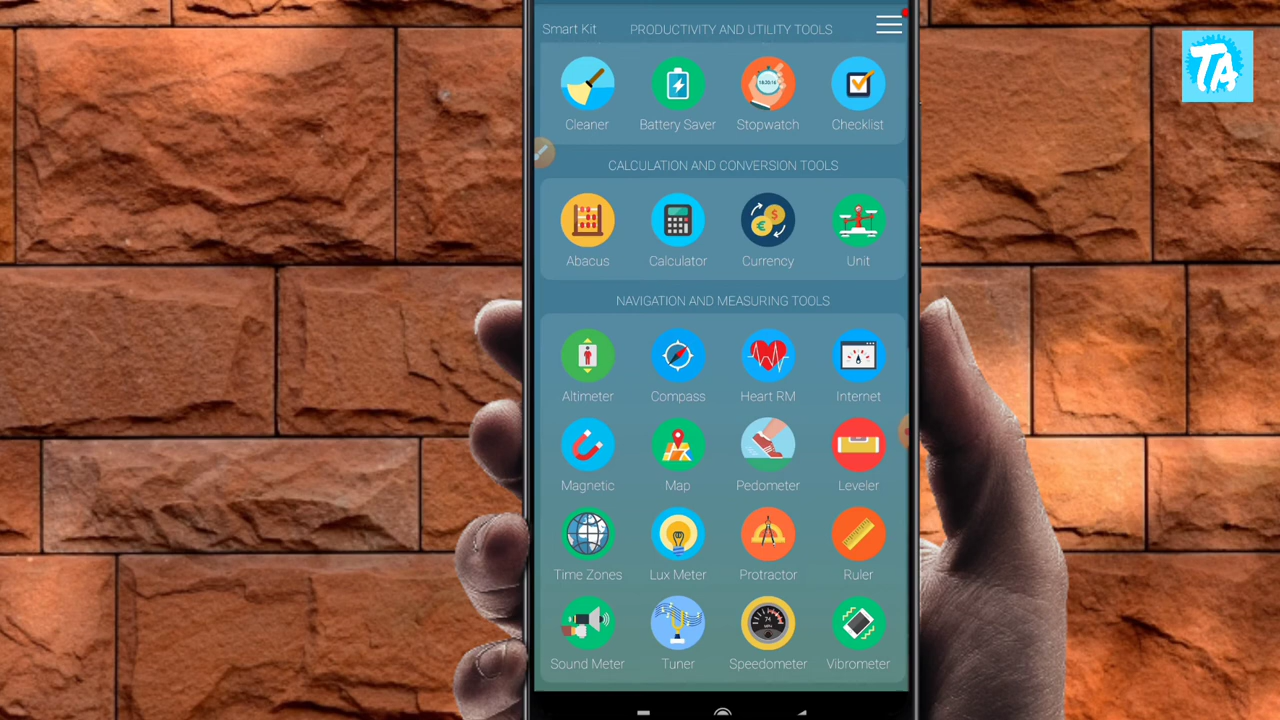 Smart Kit PRODUCTIVITY AND UTILITY TOOLS
Cleaner Battery Saver Stopwatch Checklist
CALCULATION AND CONVERSION TOOLS
Abacus Calculator Currency Unit
NAVIGATION AND MEASURING TOOLS
Altimeter Compass Heart RM Internet
Magnetic Map Pedometer Leveler
Time Zones Lux Meter Protractor Ruler
74
MPH
Sound Meter Tuner Speedometer Vibrometer
TA